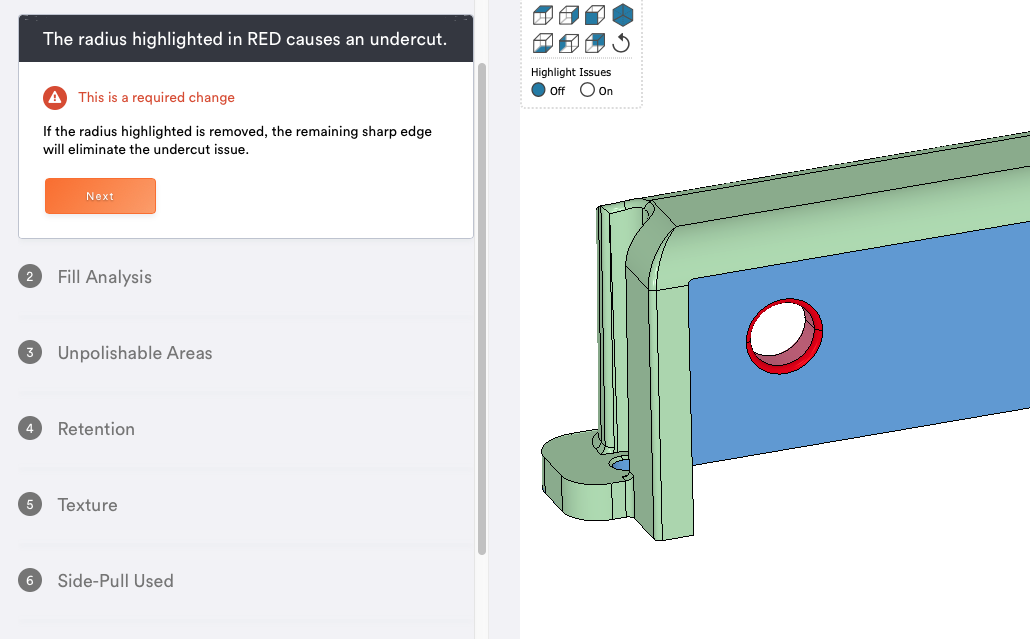 The radius highlighted in RED causes an undercut.
This is a required change
If the radius highlighted is removed, the remaining sharp edge
will eliminate the undercut issue.
Next
2 Fill Analysis
3 Unpolishable Areas
4 Retention
5 Texture
6 Side-Pull Used
Highlight Issues
Off On